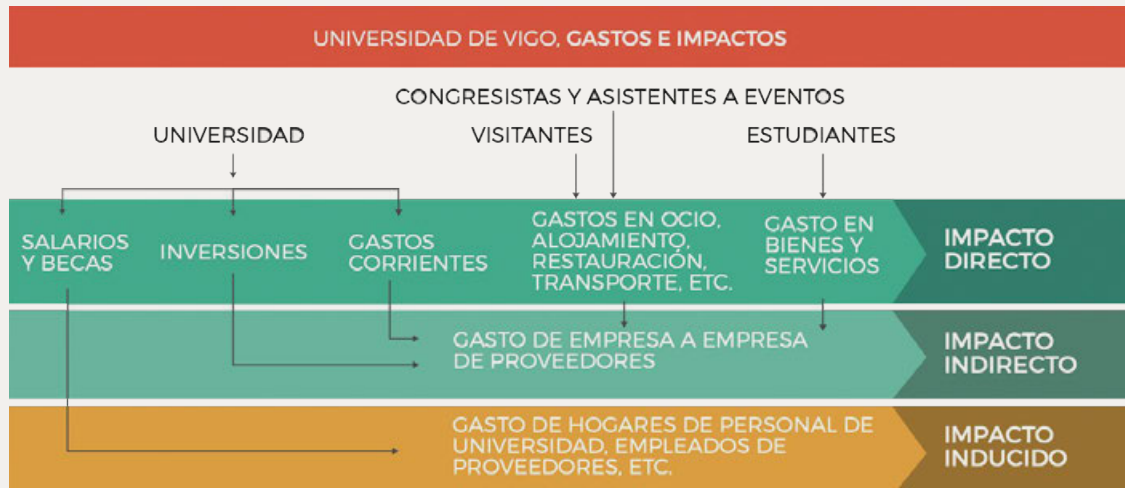 UNIVERSIDAD DE VIGO, GASTOS E IMPACTOS
CONGRESISTAS Y ASISTENTES A EVENTOS
UNIVERSIDAD
VISITANTES
ESTUDIANTES
SALARIOS
Y BECAS
INVERSIONES
GASTOS
CORRIENTES
GASTOS EN OCIO,
ALOJAMIENTO,
RESTAURACIÓN,
TRANSPORTE, ETC.
GASTO EN
BIENES Y
SERVICIOS
IMPACTO
DIRECTO
GASTO DE EMPRESA A EMPRESA
DE PROVEEDORES
IMPACTO
INDIRECTO
GASTO DE HOGARES DE PERSONAL DE
UNIVERSIDAD, EMPLEADOS DE
PROVEEDORES, ETC.
IMPACTO
INDUCIDO